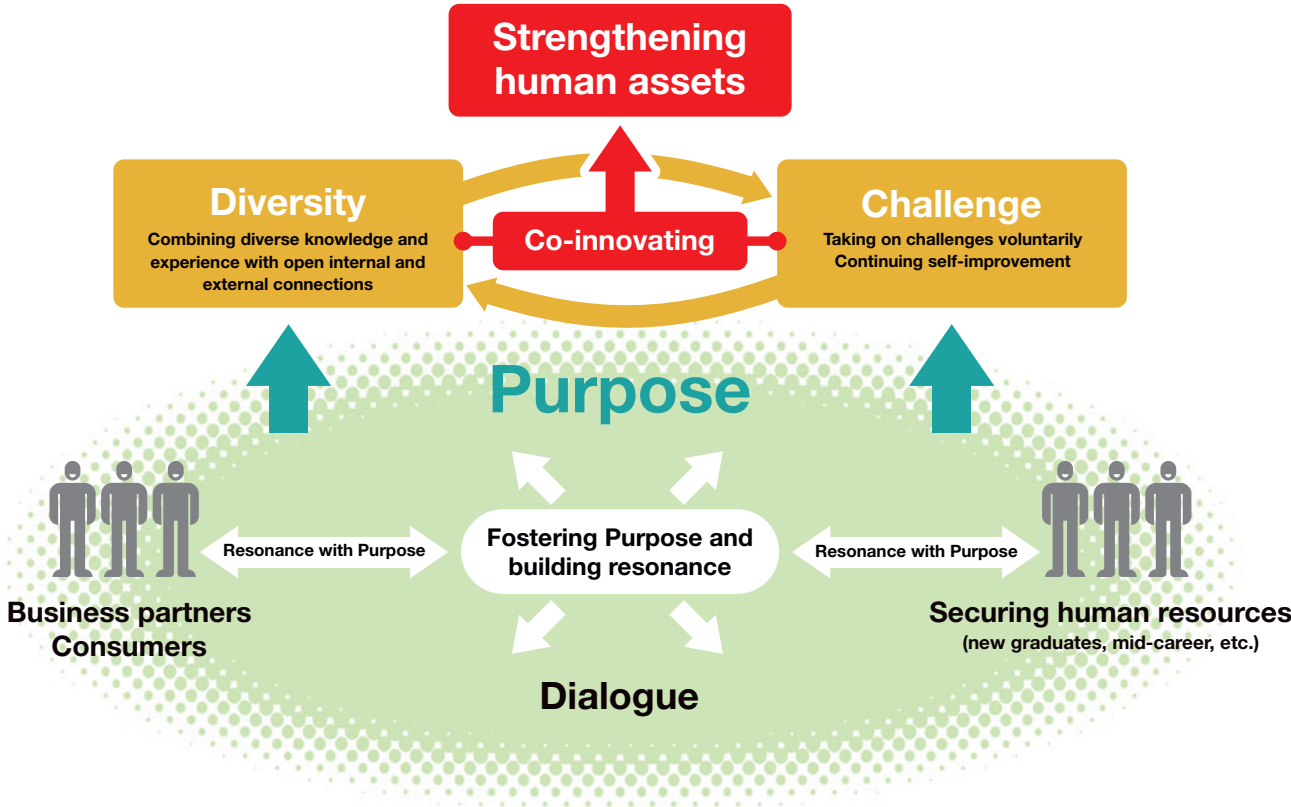 Strengthening
human assets
Diversity
Combining diverse knowledge and
experience with open internal and
external connections
Co-innovating
Challenge
Taking on challenges voluntarily
Continuing self-improvement
Purpose
Resonance with Purpose
Fostering Purpose and
building resonance
Resonance with Purpose
Business partners
Consumers
Securing human resources
(new graduates, mid-career, etc.)
Dialogue